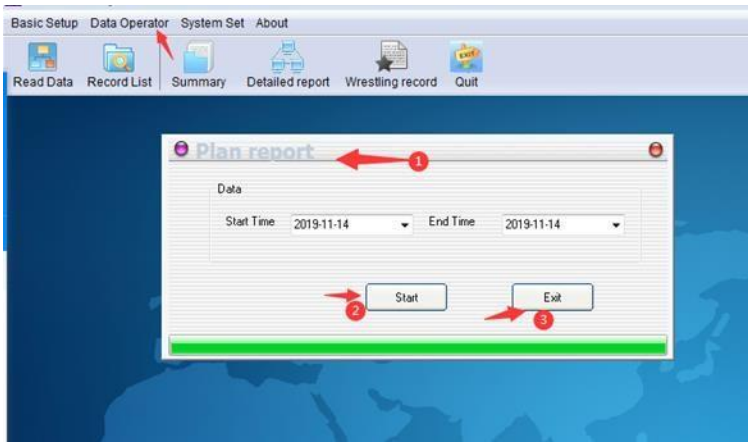 Basic Setup Data Operator System Set About
Read Data Record List Summary Detailed report Wrestling record Quit
Plan report
1
Data
Start Time 2019-11-14 End Time 2019-11-14
Start Exit
2 3